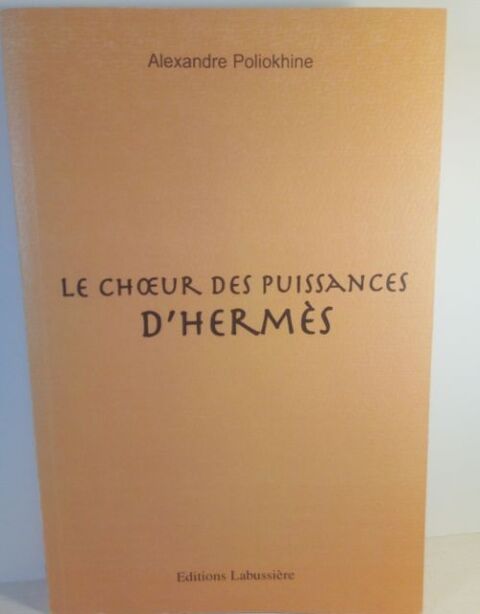 Alexandre Poliokhine
LE CHŒUR DES PUISSANCES
D'HERMÈS
Editions Labussière